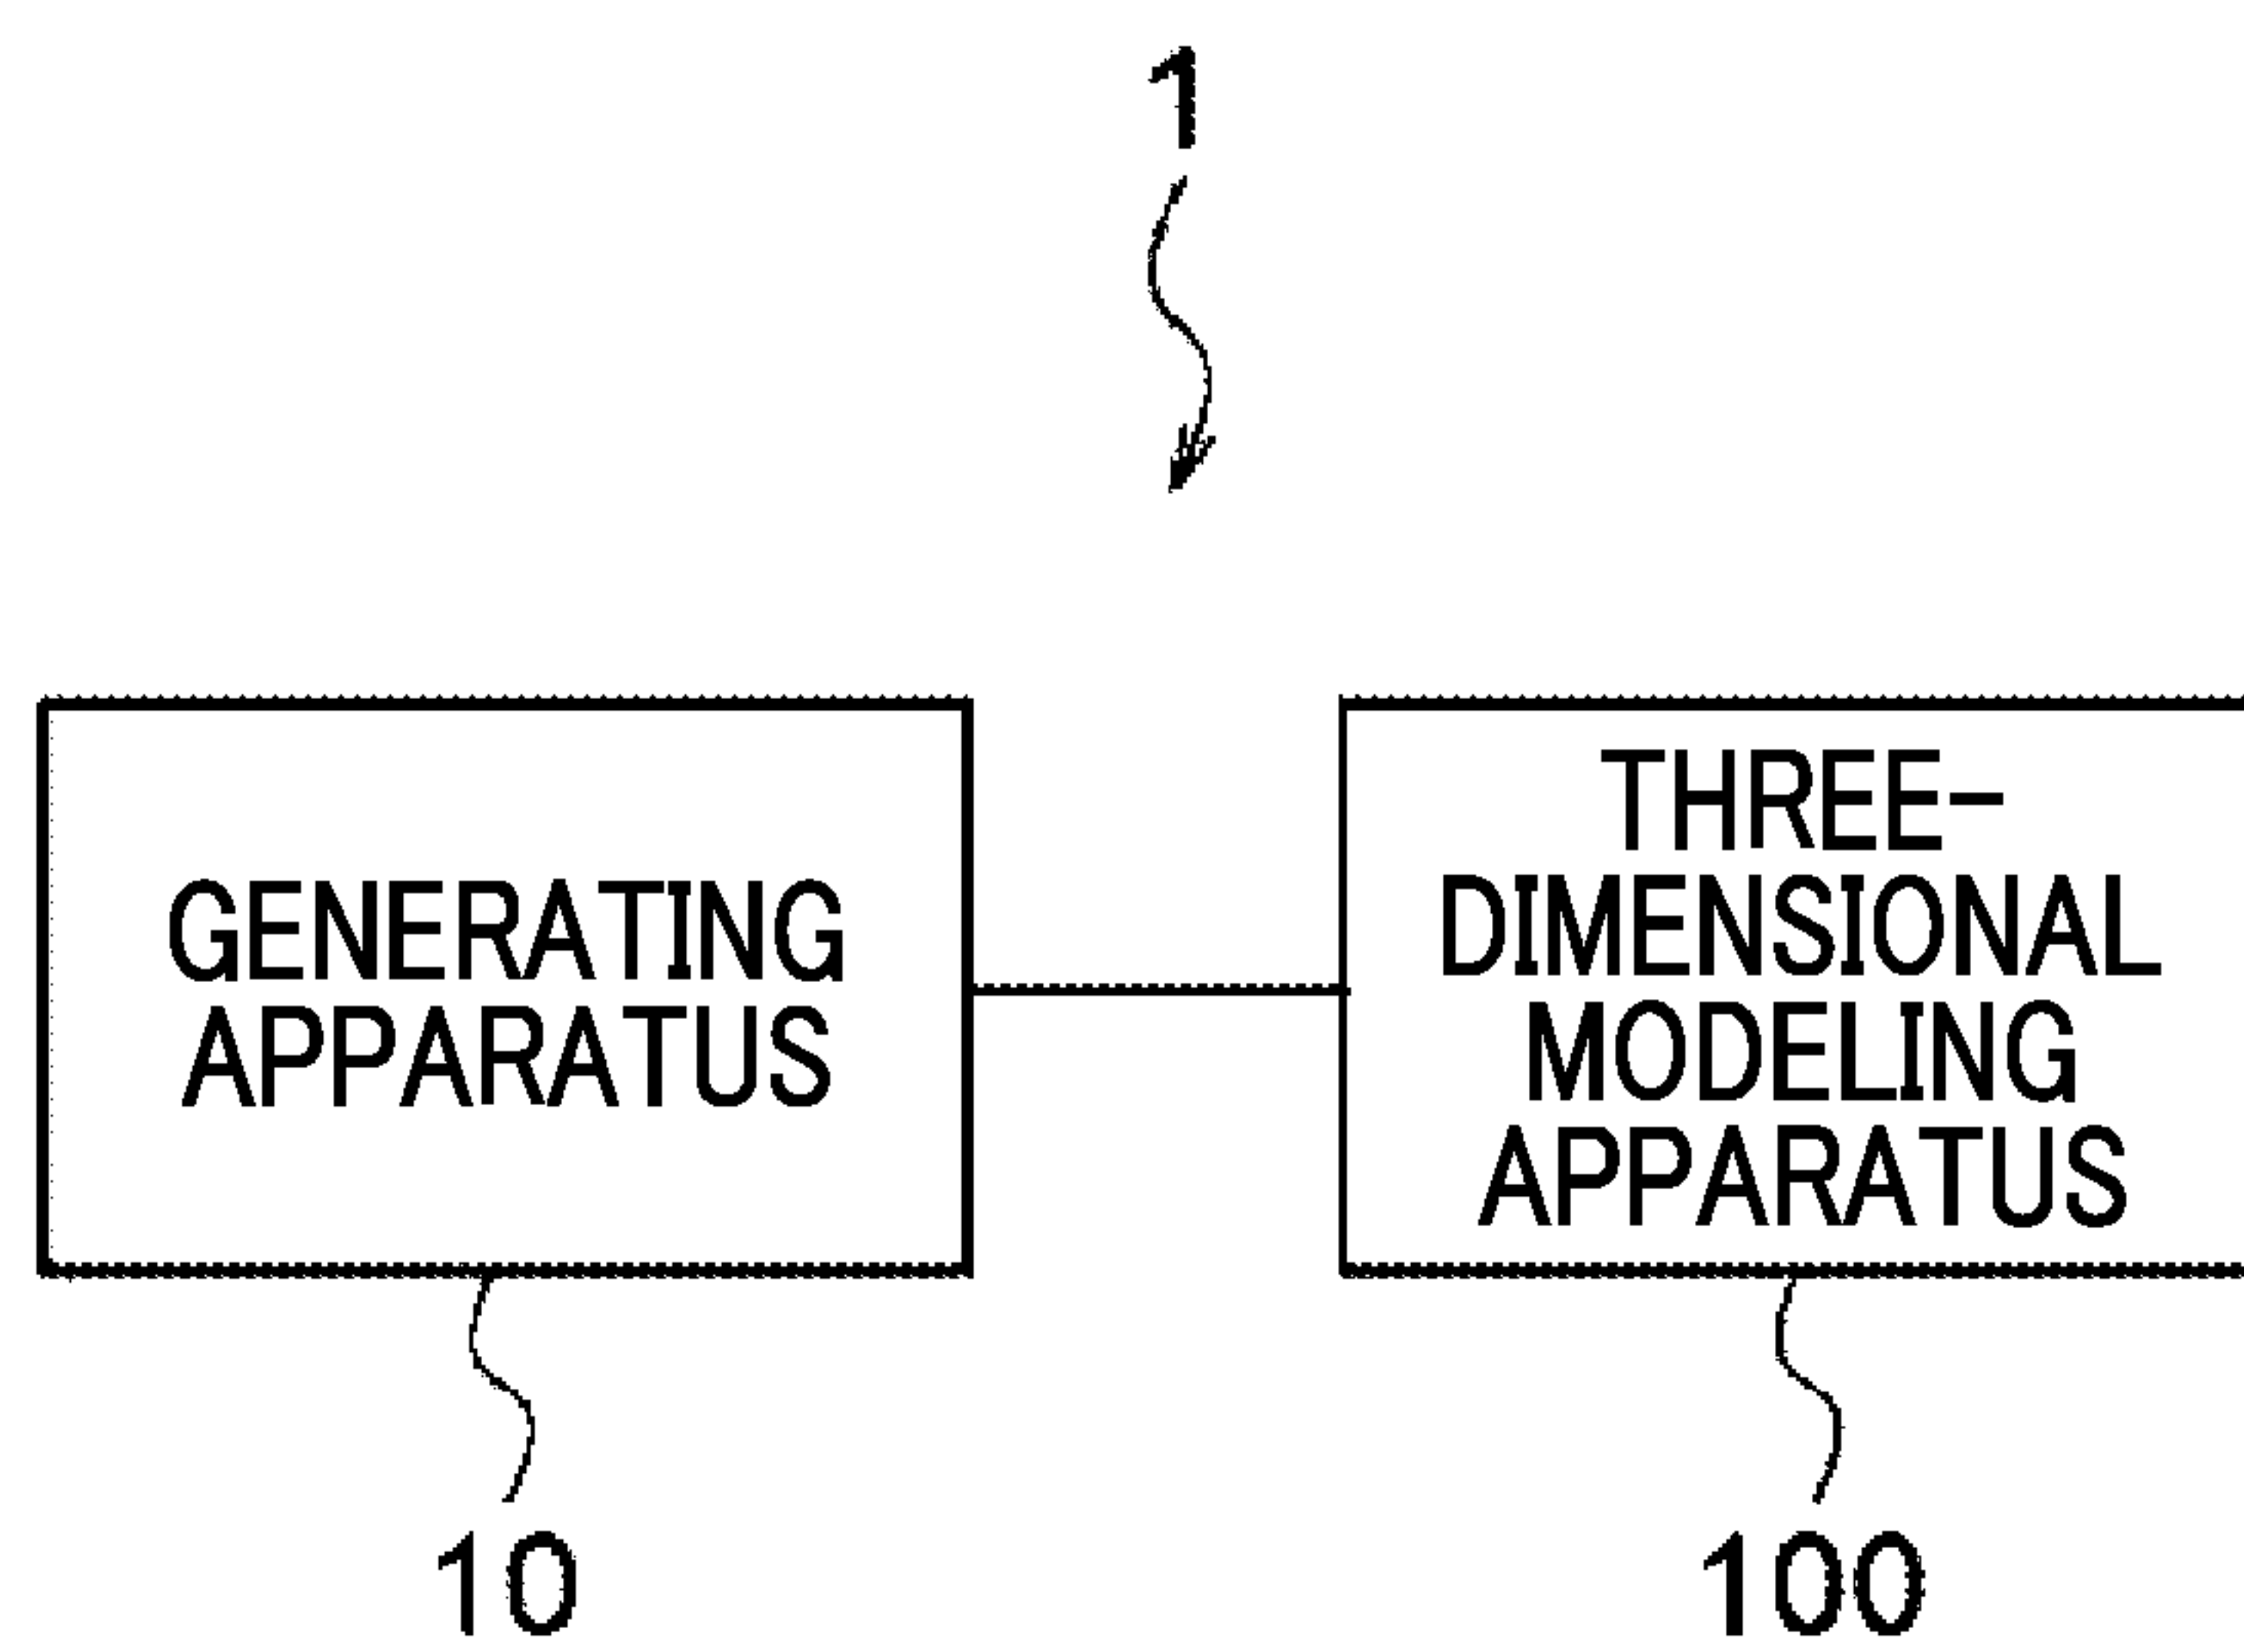 1
GENERATING
APPARATUS
THREE-
DIMENSIONAL
MODELING
APPARATUS
10
100